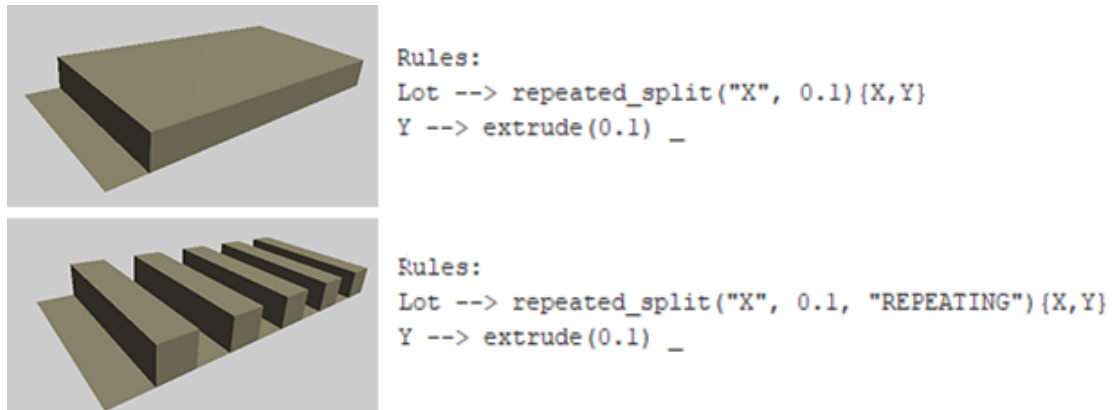 Rules:
Lot --> repeated_split("X", 0.1){X,Y}
Y --> extrude(0.1) _
Rules:
Lot --> repeated_split("X", 0.1, "REPEATING"){X,Y}
Y --> extrude(0.1) _